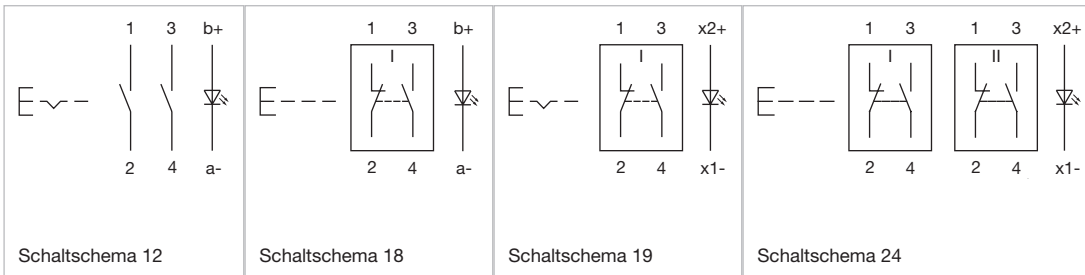 1 3 b+
2 4 a-
Schaltschema 12
1 3 b+
I
2 4 a-
Schaltschema 18
1 3 x2+
I
2 4 x1-
Schaltschema 19
1 3 1 3 x2+
I II
2 4 2 4 x1-
Schaltschema 24